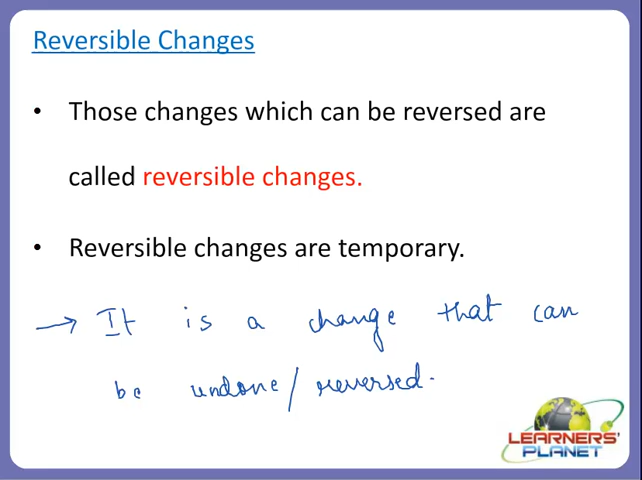 Reversible Changes
• Those changes which can be reversed are
called reversible changes.
• Reversible changes are temporary.
→ It is a change that can
be undone/reversed.
LEARNERS'
PLANET